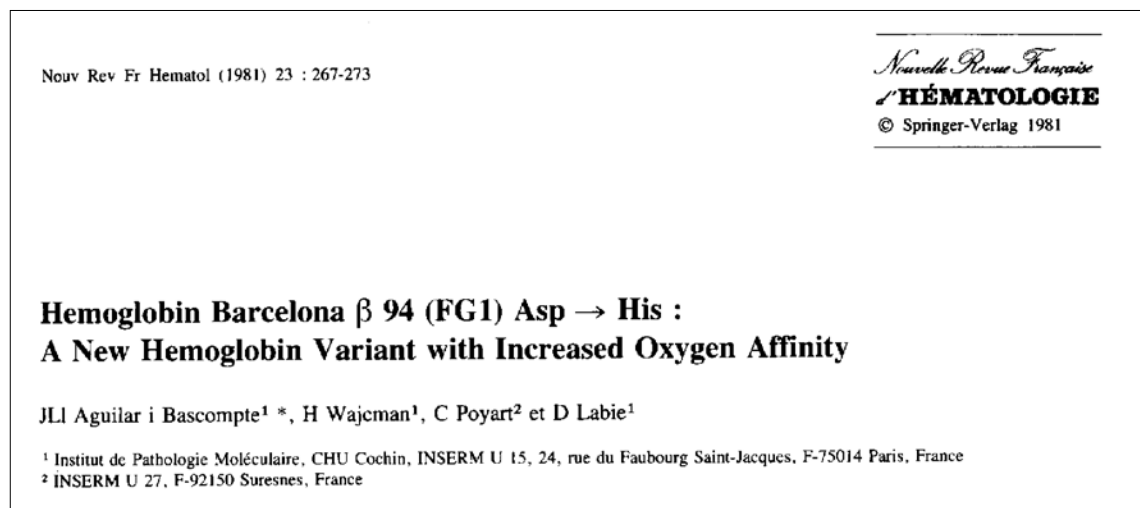 Nouv Rev Fr Hematol (1981) 23 : 267-273
Nouvelle Revue Française
d'HÉMATOLOGIE
© Springer-Verlag 1981
Hemoglobin Barcelona β 94 (FG1) Asp → His :
A New Hemoglobin Variant with Increased Oxygen Affinity
JLl Aguilar i Bascompte¹ *, H Wajcman¹, C Poyart² et D Labie¹
¹ Institut de Pathologie Moléculaire, CHU Cochin, INSERM U 15, 24, rue du Faubourg Saint-Jacques, F-75014 Paris, France
² INSERM U 27, F-92150 Suresnes, France